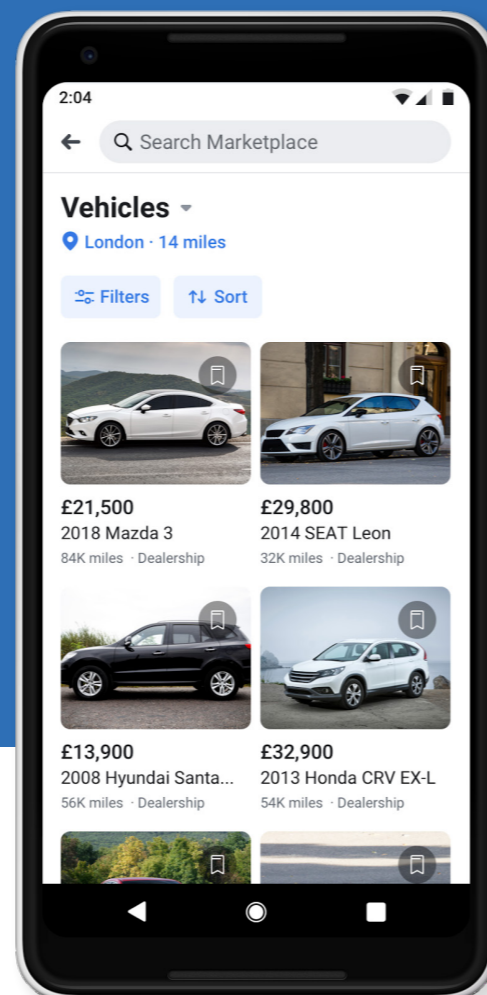 2:04
Search Marketplace
Vehicles
London · 14 miles
Filters
Sort
£21,500
2018 Mazda 3
84K miles · Dealership
£29,800
2014 SEAT Leon
32K miles · Dealership
£13,900
2008 Hyundai Santa...
56K miles · Dealership
£32,900
2013 Honda CRV EX-L
54K miles · Dealership